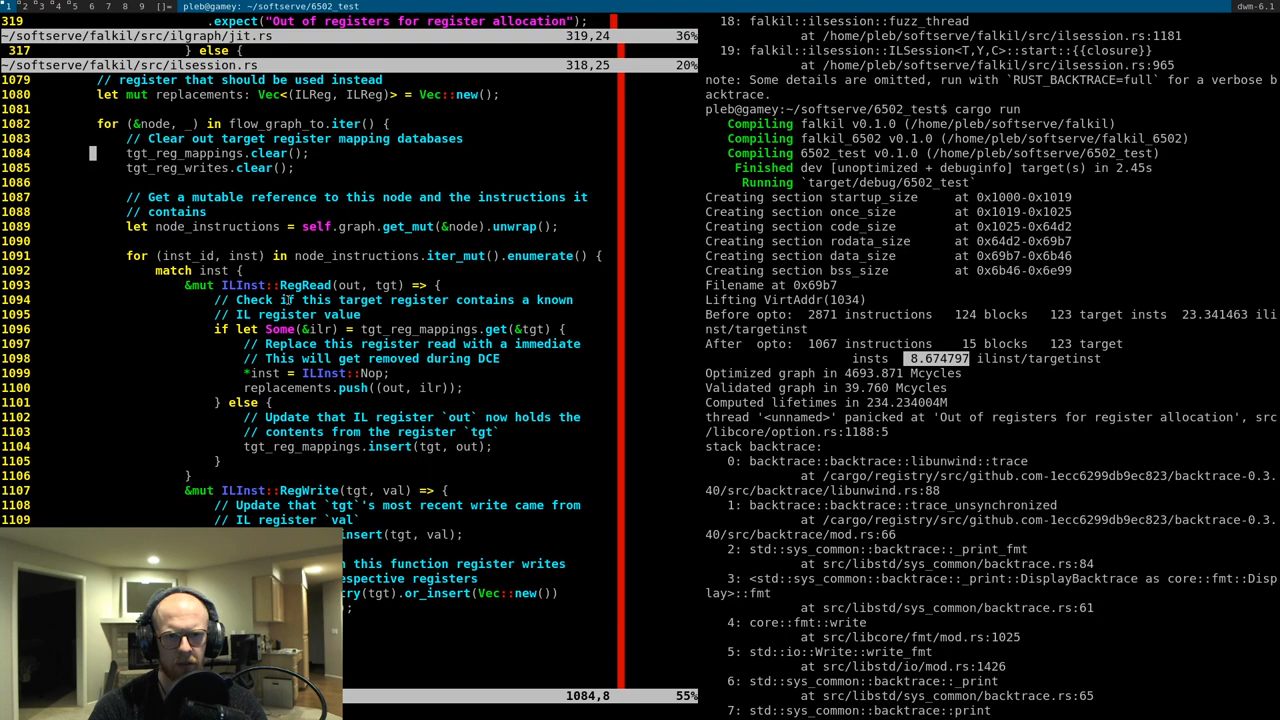 1 2 3 4 5 6 7 8 9 []= pleb@gamey: ~/softserve/6502_test dwm-6.1
319 .expect("Out of registers for register allocation");
~/softserve/falkil/src/ilgraph/jit.rs 319,24 36%
317 } else {
~/softserve/falkil/src/ilsession.rs 318,25 20%
1079 // register that should be used instead
1080 let mut replacements: Vec<(ILReg, ILReg)> = Vec::new();
1081
1082 for (&node, _) in flow_graph_to.iter() {
1083 // Clear out target register mapping databases
1084 tgt_reg_mappings.clear();
1085 tgt_reg_writes.clear();
1086
1087 // Get a mutable reference to this node and the instructions it
1088 // contains
1089 let node_instructions = self.graph.get_mut(&node).unwrap();
1090
1091 for (inst_id, inst) in node_instructions.iter_mut().enumerate() {
1092 match inst {
1093 &mut ILInst::RegRead(out, tgt) => {
1094 // Check if this target register contains a known
1095 // IL register value
1096 if let Some(&ilr) = tgt_reg_mappings.get(&tgt) {
1097 // Replace this register read with a immediate
1098 // This will get removed during DCE
1099 *inst = ILInst::Nop;
1100 replacements.push((out, ilr));
1101 } else {
1102 // Update that IL register `out` now holds the
1103 // contents from the register `tgt`
1104 tgt_reg_mappings.insert(tgt, out);
1105 }
1106 }
1107 &mut ILInst::RegWrite(tgt, val) => {
1108 // Update that `tgt`'s most recent write came from
1109 // IL register `val`
insert(tgt, val);
n this function register writes
espective registers
ry(tgt).or_insert(Vec::new())
);
1084,8 55%
18: falkil::ilsession::fuzz_thread
at /home/pleb/softserve/falkil/src/ilsession.rs:1181
19: falkil::ilsession::ILSession<T,Y,C>::start::{{closure}}
at /home/pleb/softserve/falkil/src/ilsession.rs:965
note: Some details are omitted, run with `RUST_BACKTRACE=full` for a verbose b
acktrace.
pleb@gamey:~/softserve/6502_test$ cargo run
Compiling falkil v0.1.0 (/home/pleb/softserve/falkil)
Compiling falkil_6502 v0.1.0 (/home/pleb/softserve/falkil_6502)
Compiling 6502_test v0.1.0 (/home/pleb/softserve/6502_test)
Finished dev [unoptimized + debuginfo] target(s) in 2.45s
Running `target/debug/6502_test`
Creating section startup_size at 0x1000-0x1019
Creating section once_size at 0x1019-0x1025
Creating section code_size at 0x1025-0x64d2
Creating section rodata_size at 0x64d2-0x69b7
Creating section data_size at 0x69b7-0x6b46
Creating section bss_size at 0x6b46-0x6e99
Filename at 0x69b7
Lifting VirtAddr(1034)
Before opto: 2871 instructions 124 blocks 123 target insts 23.341463 ili
nst/targetinst
After opto: 1067 instructions 15 blocks 123 target
insts 8.674797 ilinst/targetinst
Optimized graph in 4693.871 Mcycles
Validated graph in 39.760 Mcycles
Computed lifetimes in 234.234004M
thread '<unnamed>' panicked at 'Out of registers for register allocation', src
/libcore/option.rs:1188:5
stack backtrace:
0: backtrace::backtrace::libunwind::trace
at /cargo/registry/src/github.com-1ecc6299db9ec823/backtrace-0.3.
40/src/backtrace/libunwind.rs:88
1: backtrace::backtrace::trace_unsynchronized
at /cargo/registry/src/github.com-1ecc6299db9ec823/backtrace-0.3.
40/src/backtrace/mod.rs:66
2: std::sys_common::backtrace::_print_fmt
at src/libstd/sys_common/backtrace.rs:84
3: <std::sys_common::backtrace::_print::DisplayBacktrace as core::fmt::Disp
lay>::fmt
at src/libstd/sys_common/backtrace.rs:61
4: core::fmt::write
at src/libcore/fmt/mod.rs:1025
5: std::io::Write::write_fmt
at src/libstd/io/mod.rs:1426
6: std::sys_common::backtrace::_print
at src/libstd/sys_common/backtrace.rs:65
7: std::sys_common::backtrace::print